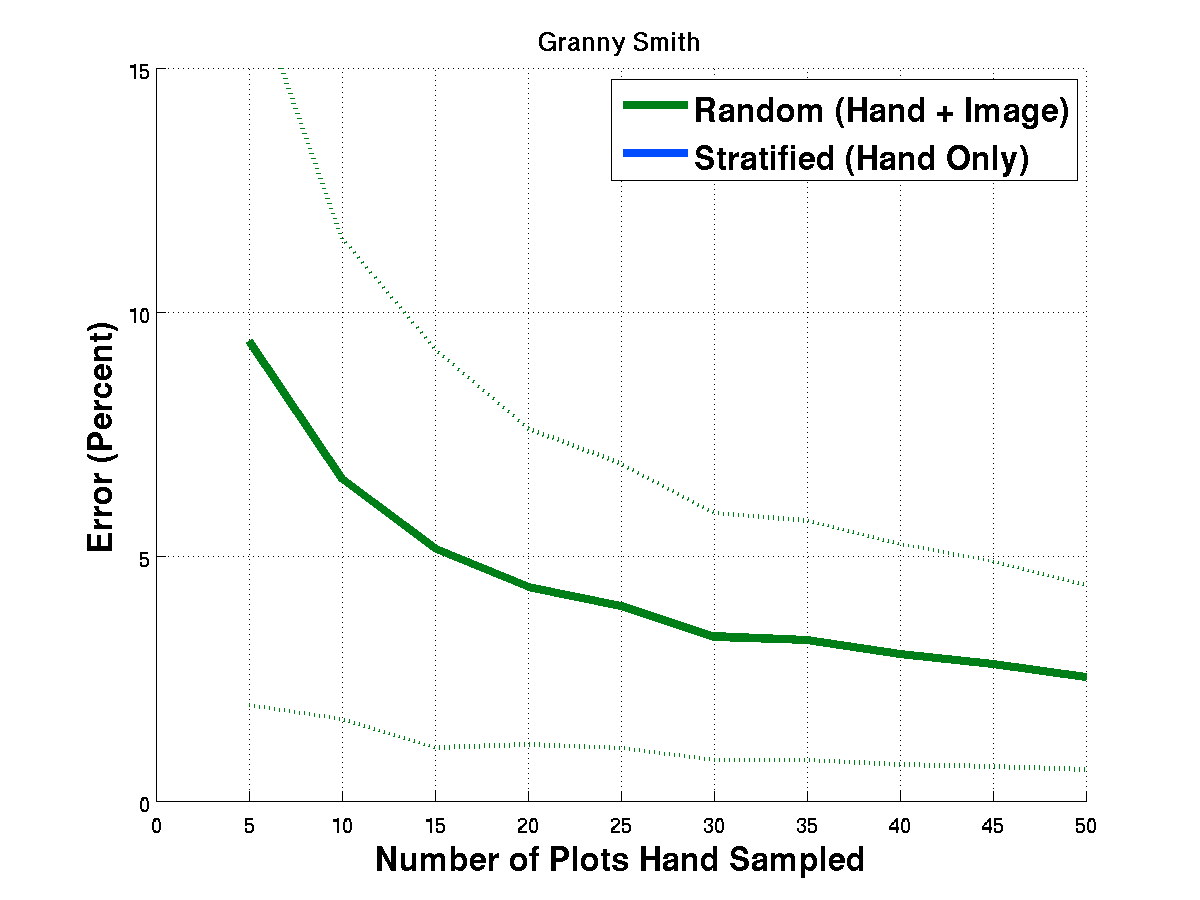 Granny Smith
15
Random (Hand + Image)
Stratified (Hand Only)
10
Error (Percent)
5
0
0 5 10 15 20 25 30 35 40 45 50
Number of Plots Hand Sampled